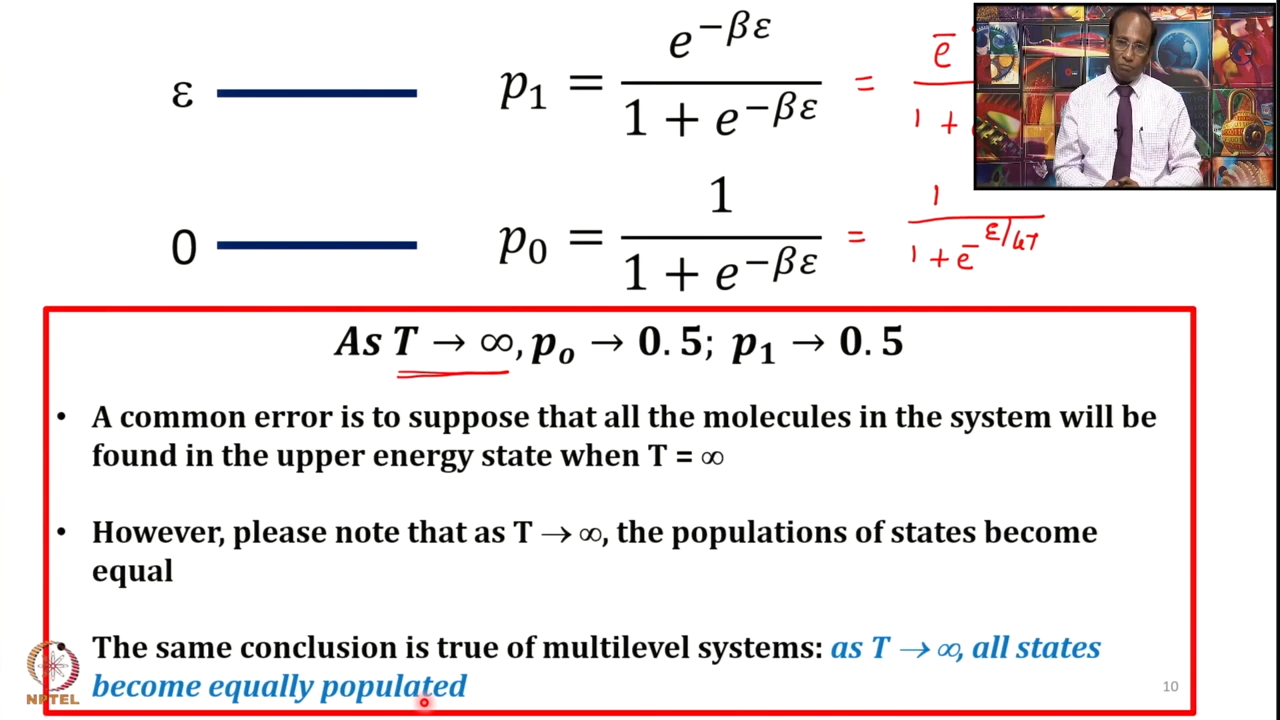 ε p₁ = e^−βε / 1 + e^−βε = e^- / 1 +
0 p₀ = 1 / 1 + e^−βε = 1 / 1 + e^-ε/kT
As T → ∞, pₒ → 0.5; p₁ → 0.5
• A common error is to suppose that all the molecules in the system will be
found in the upper energy state when T = ∞
• However, please note that as T → ∞, the populations of states become
equal
• The same conclusion is true of multilevel systems: as T → ∞, all states
become equally populated
NPTEL
10